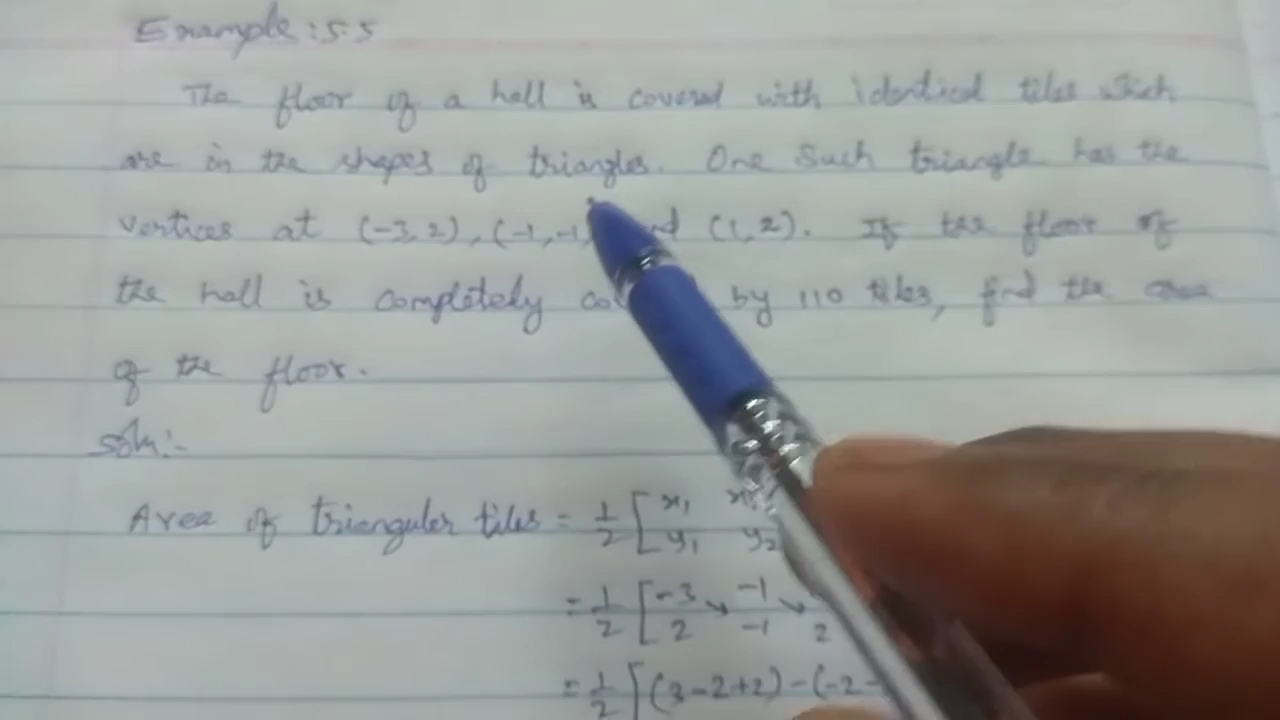 Example: 5.5
The floor of a hall is covered with identical tiles which
are in the shapes of triangles. One such triangle has the
vertices at (-3,2), (-1,-1) and (1,2). If the floor of
the hall is completely by 110 tiles, find the area
of the floor.
Soln:-
Area of triangular tiles = 1/2 [ x₁ x₂
y₁ y₂
= 1/2 [ -3 ↘ -1 ↘
2 -1 2
= 1/2 [ (3-2+2) - (-2-